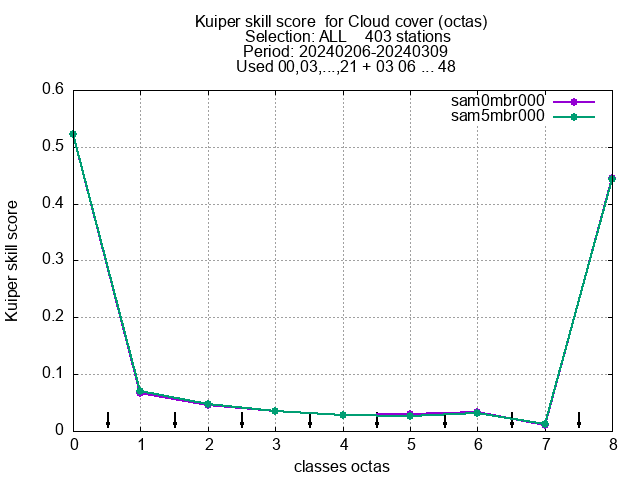 Kuiper skill score  for Cloud cover (octas)
Selection: ALL    403 stations
Period: 20240206-20240309
Used 00,03,...,21 + 03 06 ... 48
sam0mbr000
sam5mbr000
0.6
0.5
0.4
0.3
0.2
0.1
0
Kuiper skill score
0 1 2 3 4 5 6 7 8
classes octas